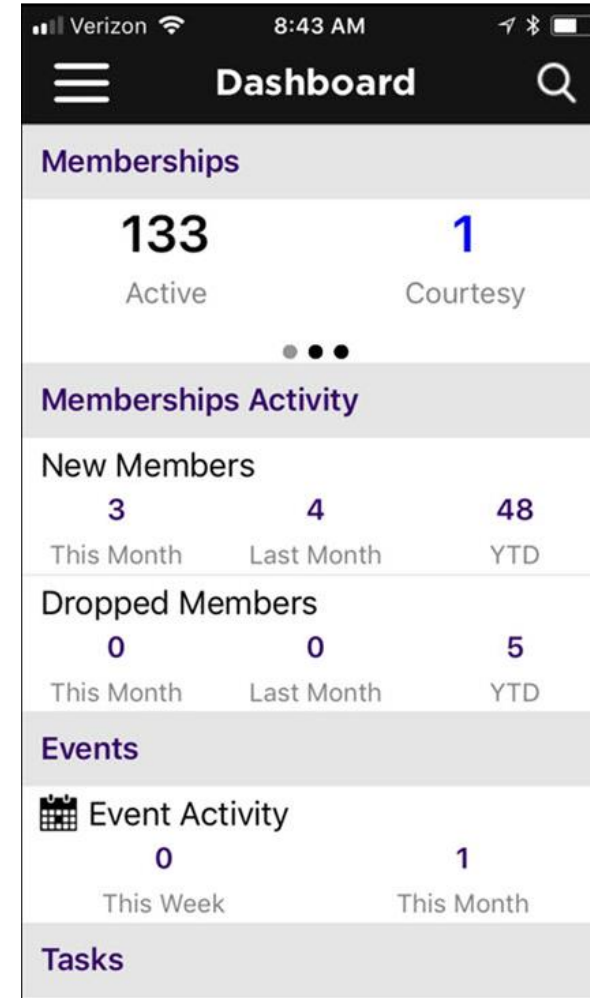 Verizon 8:43 AM
Dashboard
Memberships
133 1
Active Courtesy
Memberships Activity
New Members
3 4 48
This Month Last Month YTD
Dropped Members
0 0 5
This Month Last Month YTD
Events
Event Activity
0 1
This Week This Month
Tasks